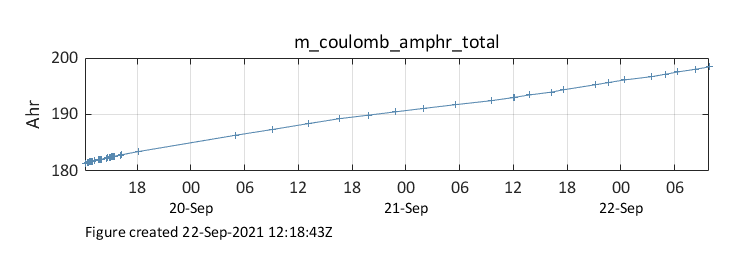 m_coulomb_amphr_total
Ahr
200
190
180
18 00 06 12 18 00 06 12 18 00 06
20-Sep 21-Sep 22-Sep
Figure created 22-Sep-2021 12:18:43Z